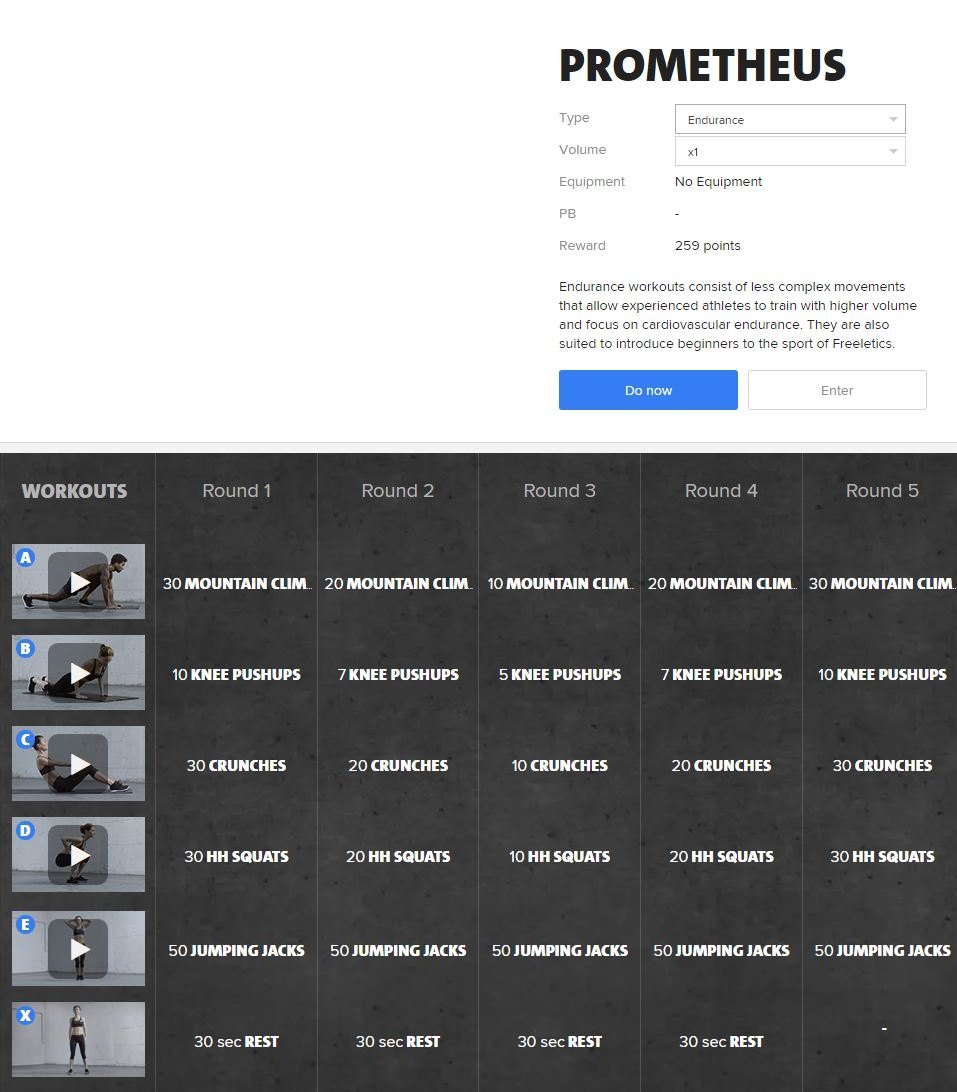 PROMETHEUS
Type Endurance
Volume x1
Equipment No Equipment
PB -
Reward 259 points
Endurance workouts consist of less complex movements
that allow experienced athletes to train with higher volume
and focus on cardiovascular endurance. They are also
suited to introduce beginners to the sport of Freeletics.
Do now Enter
WORKOUTS Round 1 Round 2 Round 3 Round 4 Round 5
A 30 MOUNTAIN CLIM... 20 MOUNTAIN CLIM... 10 MOUNTAIN CLIM... 20 MOUNTAIN CLIM... 30 MOUNTAIN CLIM...
B 10 KNEE PUSHUPS 7 KNEE PUSHUPS 5 KNEE PUSHUPS 7 KNEE PUSHUPS 10 KNEE PUSHUPS
C 30 CRUNCHES 20 CRUNCHES 10 CRUNCHES 20 CRUNCHES 30 CRUNCHES
D 30 HH SQUATS 20 HH SQUATS 10 HH SQUATS 20 HH SQUATS 30 HH SQUATS
E 50 JUMPING JACKS 50 JUMPING JACKS 50 JUMPING JACKS 50 JUMPING JACKS 50 JUMPING JACKS
X 30 sec REST 30 sec REST 30 sec REST 30 sec REST -